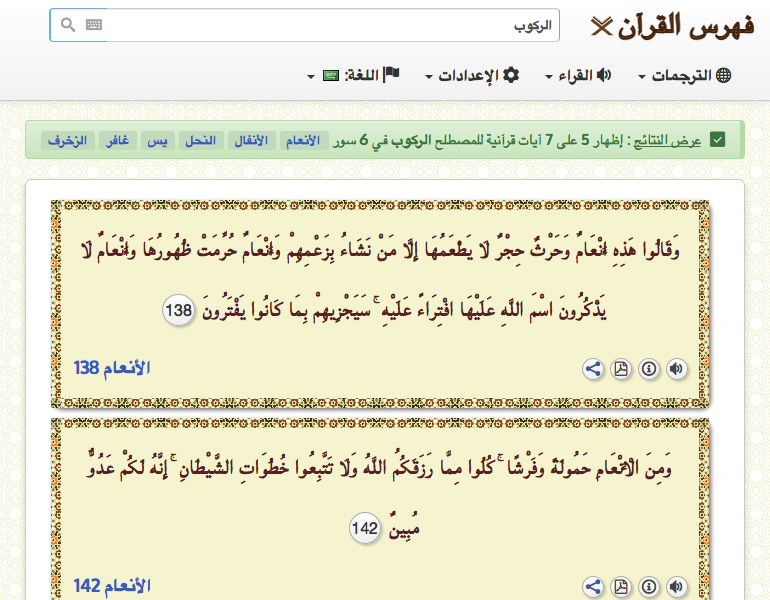 فهرس القرآن
الركوب
الترجمات
القراء
الإعدادات
اللغة:
عرض النتائج : إظهار 5 على 7 آيات قرآنية للمصطلح الركوب في 6 سور الأنعام الأنفال النحل يس غافر الزخرف
وَقَالُوا هَذِهِ أَنْعَامٌ وَحَرْثٌ حِجْرٌ لَا يَطْعَمُهَا إِلَّا مَنْ نَشَاءُ بِزَعْمِهِمْ وَأَنْعَامٌ حُرِّمَتْ ظُهُورُهَا وَأَنْعَامٌ لَا
يَذْكُرُونَ اسْمَ اللَّهِ عَلَيْهَا افْتِرَاءً عَلَيْهِ ۚ سَيَجْزِيهِمْ بِمَا كَانُوا يَفْتَرُونَ 138
الأنعام 138
وَمِنَ الْأَنْعَامِ حَمُولَةً وَفَرْشًا ۚ كُلُوا مِمَّا رَزَقَكُمُ اللَّهُ وَلَا تَتَّبِعُوا خُطُوَاتِ الشَّيْطَانِ ۚ إِنَّهُ لَكُمْ عَدُوٌّ
مُبِينٌ 142
الأنعام 142